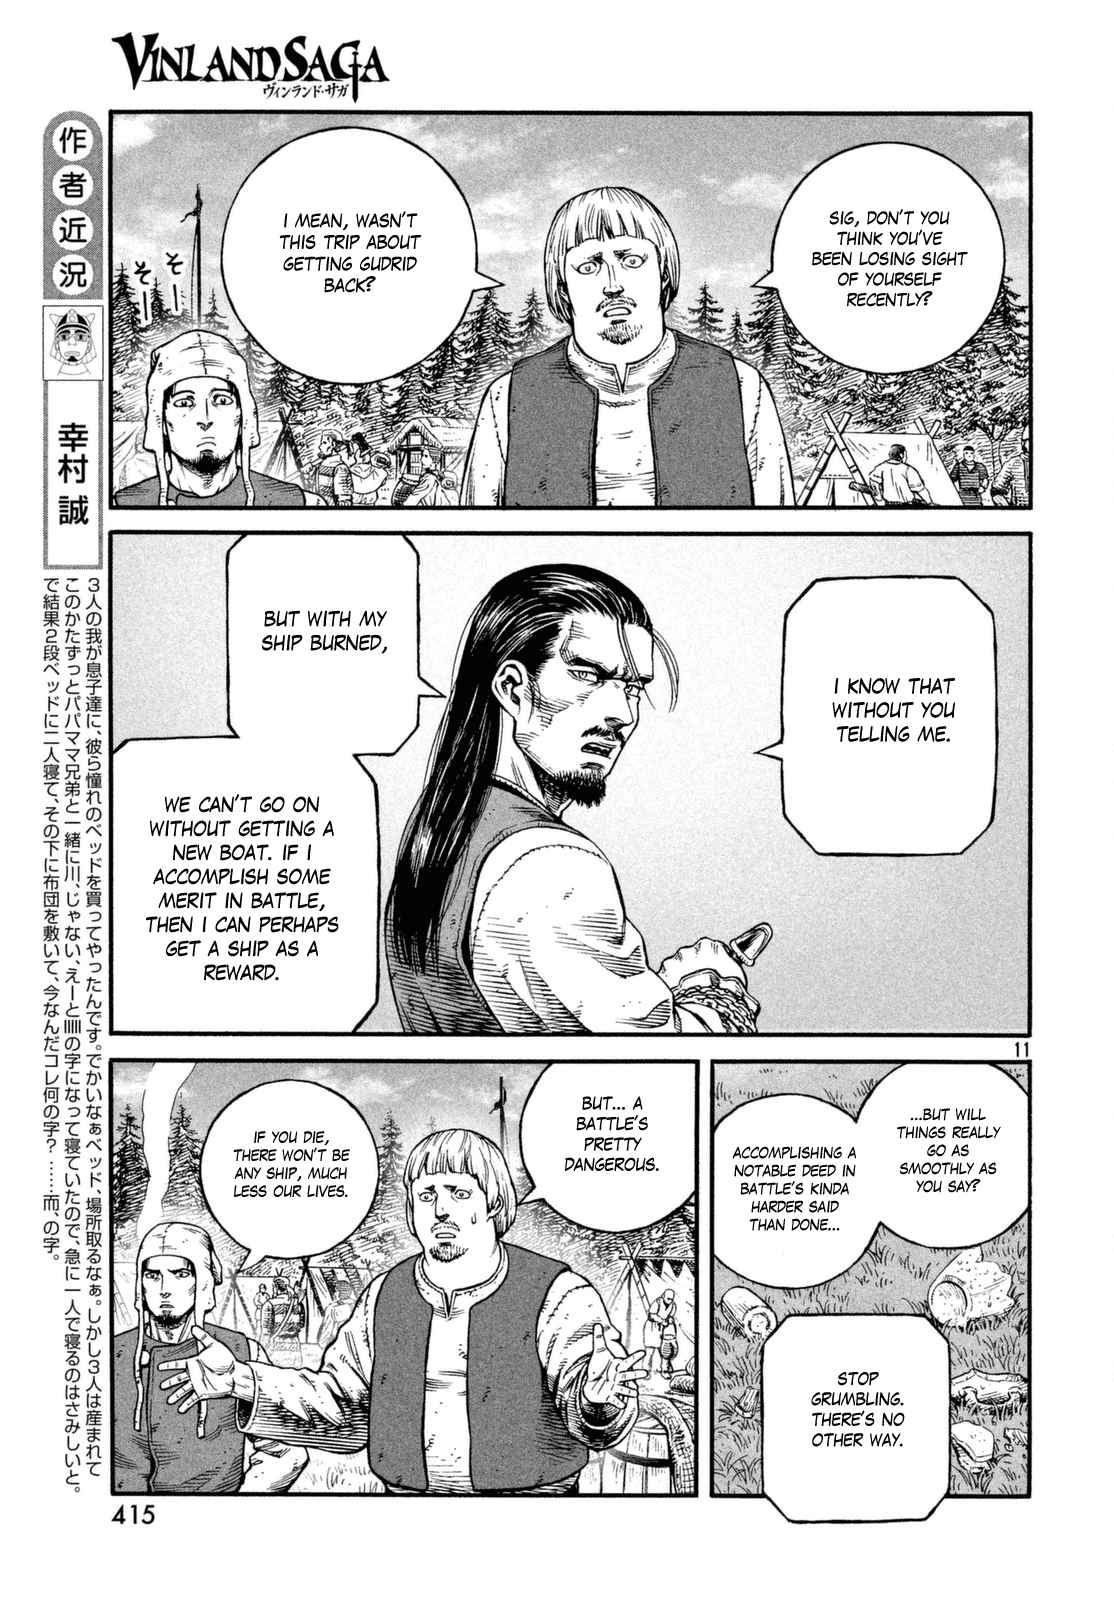 VINLAND SAGA
ヴィンランド・サガ
作者近況
幸村誠
3人の我が息子達に、彼ら憧れのベッドを買ってやったんです。でかいなぁベッド、場所取るなぁ。しかし3人は産まれて
このかたずっとパパママ兄弟と一緒に川、じゃない、えーと||||||の字になって寝ていたので、急に一人で寝るのはさみしいと。
で結果2段ベッドに二人寝て、その下に布団を敷いて、今なんだコレ何の字?……而、の字。
SIG, DON'T YOU
THINK YOU'VE
BEEN LOSING SIGHT
OF YOURSELF
RECENTLY?
I MEAN, WASN'T
THIS TRIP ABOUT
GETTING GUDRID
BACK?
そーそー
I KNOW THAT
WITHOUT YOU
TELLING ME.
BUT WITH MY
SHIP BURNED,
WE CAN'T GO ON
WITHOUT GETTING A
NEW BOAT. IF I
ACCOMPLISH SOME
MERIT IN BATTLE,
THEN I CAN PERHAPS
GET A SHIP AS A
REWARD.
11
...BUT WILL
THINGS REALLY
GO AS
SMOOTHLY AS
YOU SAY?
ACCOMPLISHING A
NOTABLE DEED IN
BATTLE'S KINDA
HARDER SAID
THAN DONE...
STOP
GRUMBLING.
THERE'S NO
OTHER WAY.
BUT... A
BATTLE'S
PRETTY
DANGEROUS.
IF YOU DIE,
THERE WON'T BE
ANY SHIP, MUCH
LESS OUR LIVES.
415